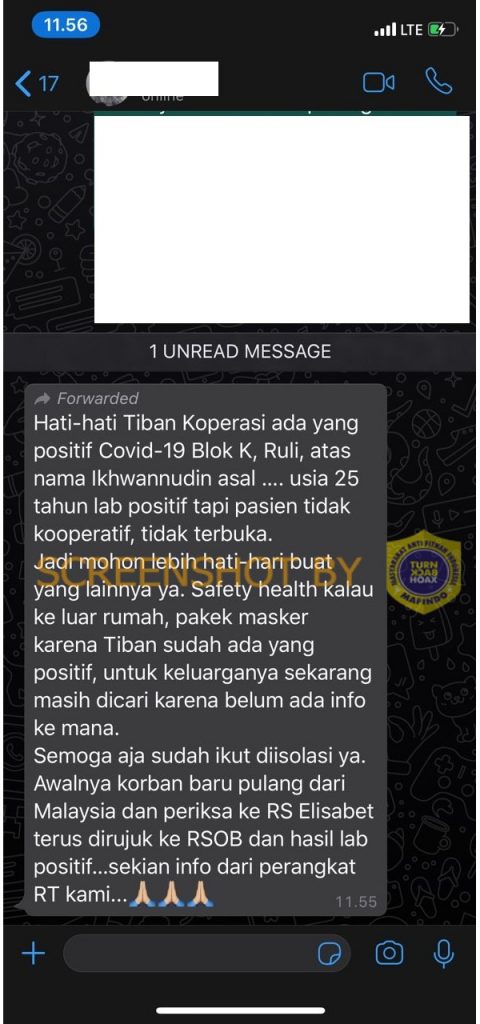 11.56
LTE
17
online
1 UNREAD MESSAGE
Forwarded
Hati-hati Tiban Koperasi ada yang
positif Covid-19 Blok K, Ruli, atas
nama Ikhwannudin asal .... usia 25
tahun lab positif tapi pasien tidak
kooperatif, tidak terbuka.
Jadi mohon lebih hati-hari buat
yang lainnya ya. Safety health kalau
ke luar rumah, pakek masker
karena Tiban sudah ada yang
positif, untuk keluarganya sekarang
masih dicari karena belum ada info
ke mana.
Semoga aja sudah ikut diisolasi ya.
Awalnya korban baru pulang dari
Malaysia dan periksa ke RS Elisabet
terus dirujuk ke RSOB dan hasil lab
positif...sekian info dari perangkat
RT kami...🙏🏼🙏🏼🙏🏼
11.55
SCREENSHOT BY
MASYARAKAT ANTI FITNAH INDONESIA
TURN
BACK
HOAX
MAFINDO